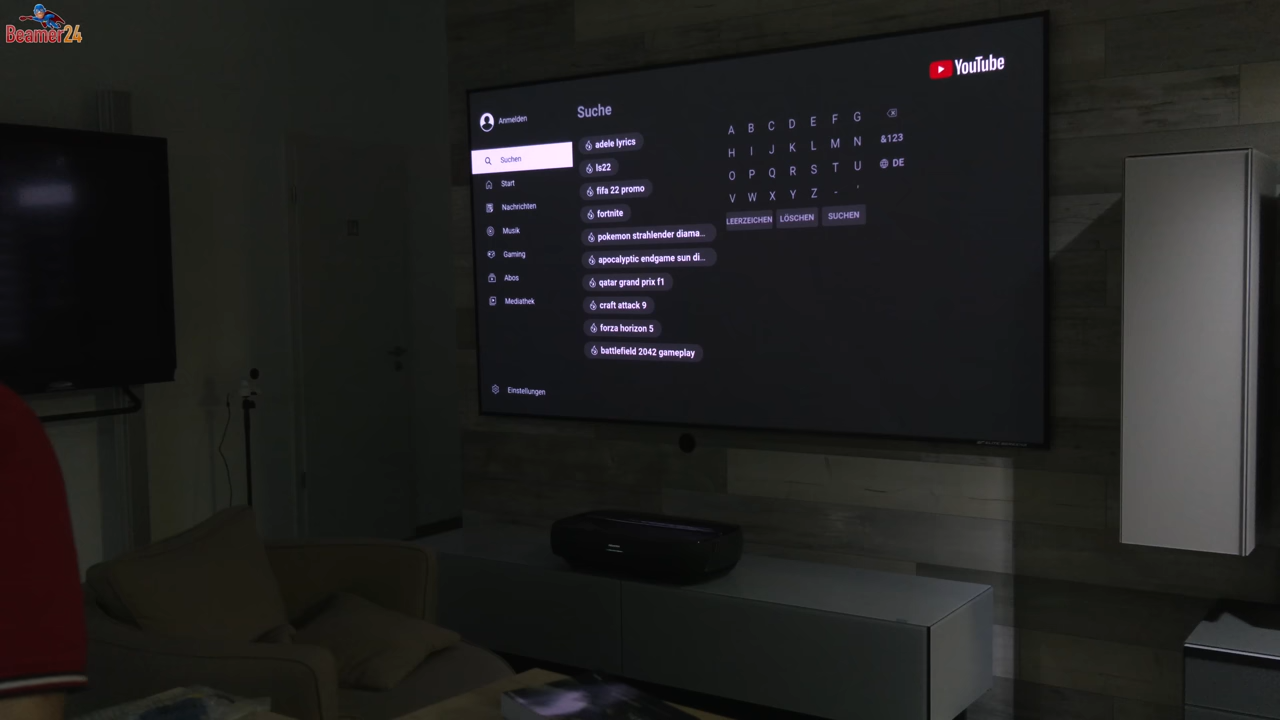 Beamer24
YouTube
Anmelden
Suche
Suchen
Start
Nachrichten
Musik
Gaming
Abos
Mediathek
Einstellungen
adele lyrics
ls22
fifa 22 promo
fortnite
pokemon strahlender diama...
apocalyptic endgame sun di...
qatar grand prix f1
craft attack 9
forza horizon 5
battlefield 2042 gameplay
A B C D E F G
H I J K L M N &123
O P Q R S T U DE
V W X Y Z - '
LEERZEICHEN LÖSCHEN SUCHEN